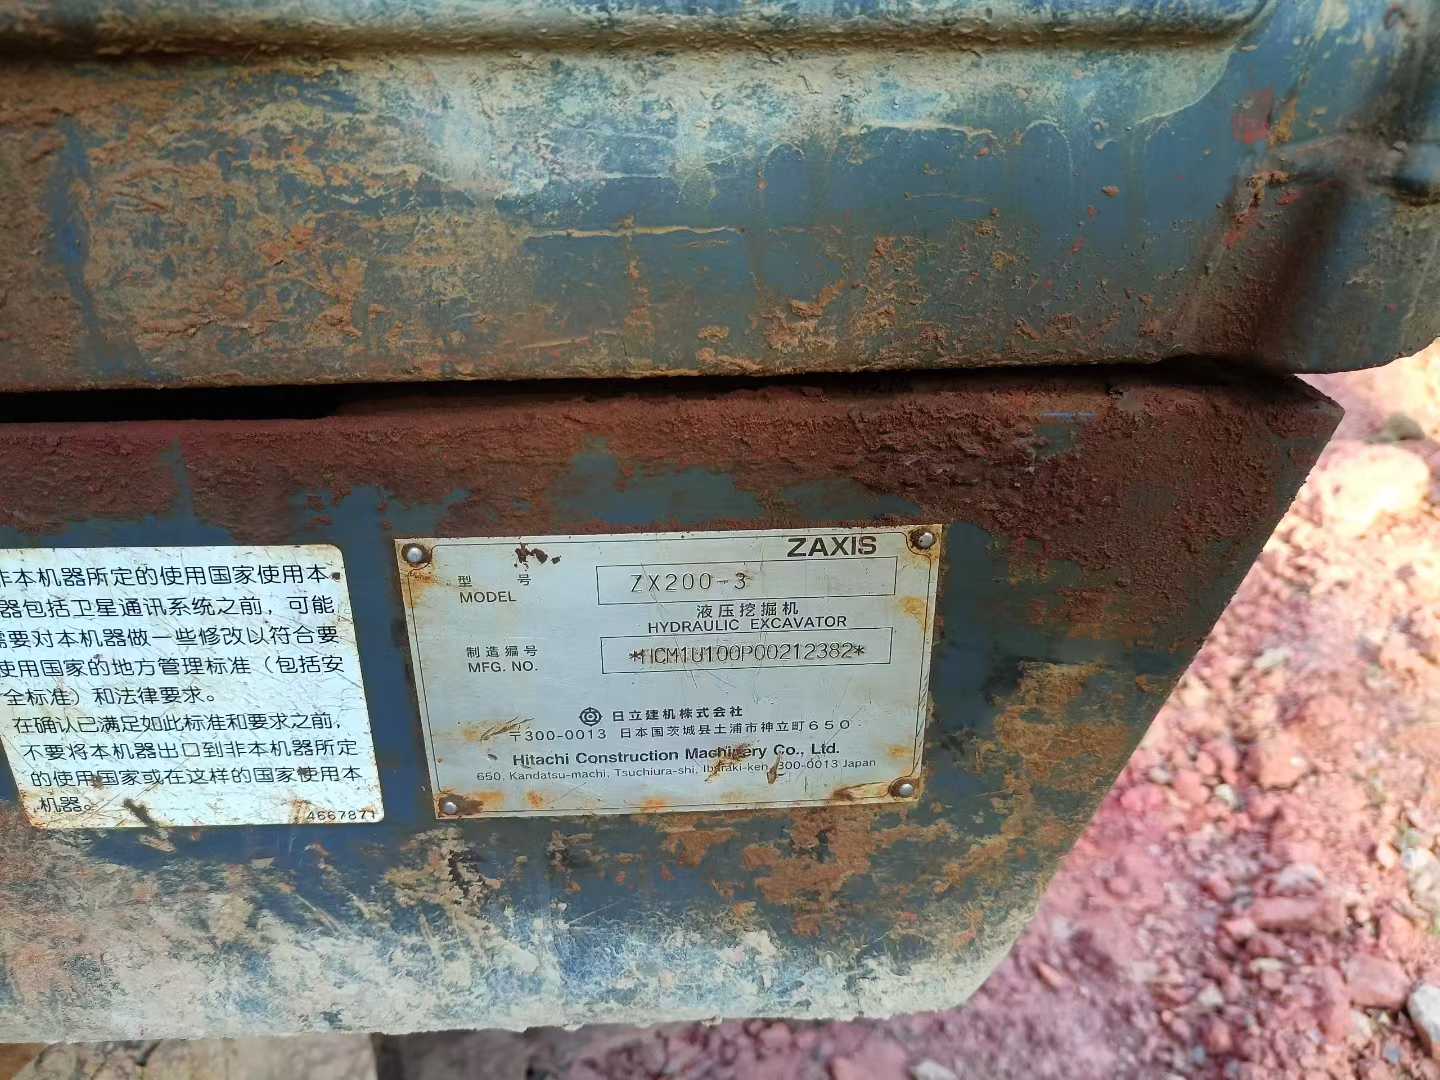 非本机器所定的使用国家使用本
器包括卫星通讯系统之前，可能
需要对本机器做一些修改以符合要
使用国家的地方管理标准（包括安
全标准）和法律要求。
在确认已满足如此标准和要求之前，
不要将本机器出口到非本机器所定
的使用国家或在这样的国家使用本
机器。
4667871
ZAXIS
型 号
MODEL
ZX200-3
液压挖掘机
HYDRAULIC EXCAVATOR
制造编号
MFG. NO.
*HCM1U100P00212382*
日立建机株式会社
〒300-0013 日本国茨城县土浦市神立町650
Hitachi Construction Machinery Co., Ltd.
650, Kandatsu-machi, Tsuchiura-shi, Ibaraki-ken, 300-0013 Japan